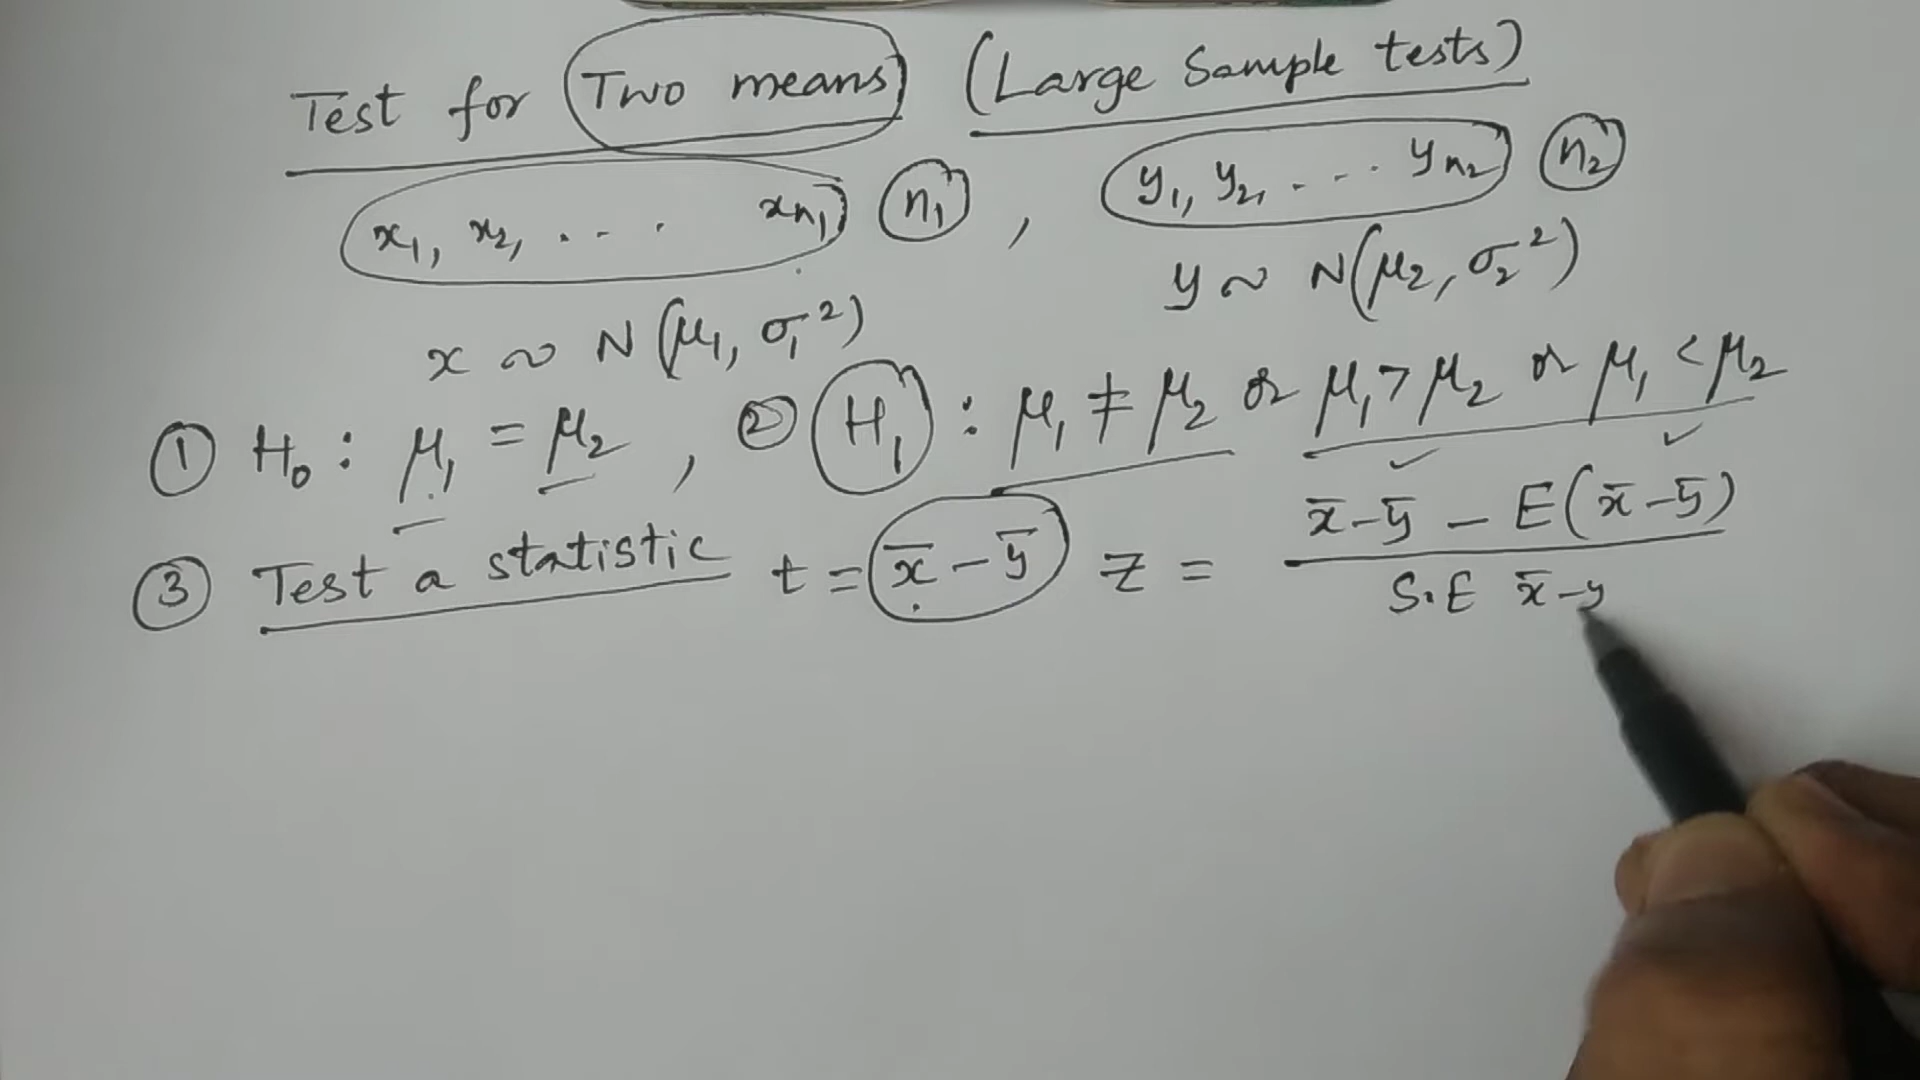 Test for Two means (Large Sample tests)
x₁, x₂, . - - . xn₁ n₁ , y₁, y₂, . - - . yn₂ n₂
x ~ N(μ₁, σ₁²) y ~ N(μ₂, σ₂²)
① H₀ : μ₁ = μ₂ , ② H₁ : μ₁ ≠ μ₂ or μ₁ > μ₂ or μ₁ < μ₂
✓ ✓
③ Test a statistic t = x̄ - ȳ Z = x̄-ȳ - E(x̄-ȳ)
S.E x̄-y